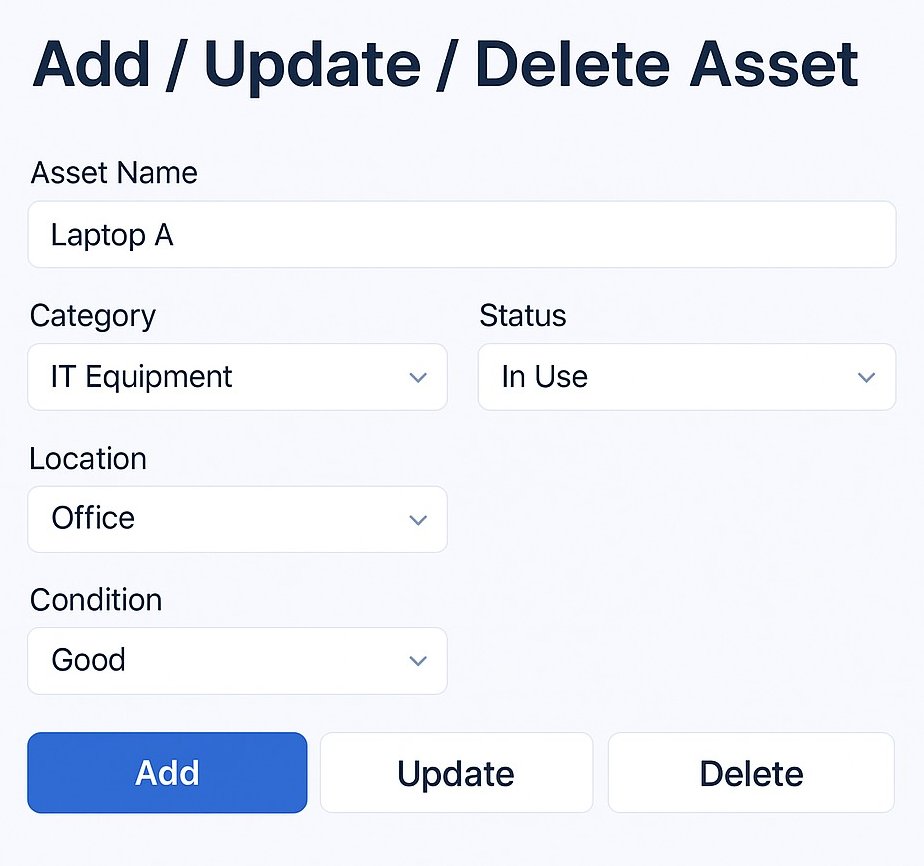 Add / Update / Delete Asset
Asset Name
Laptop A
Category
Status
IT Equipment
In Use
Location
Office
Condition
Good
Add
Update
Delete